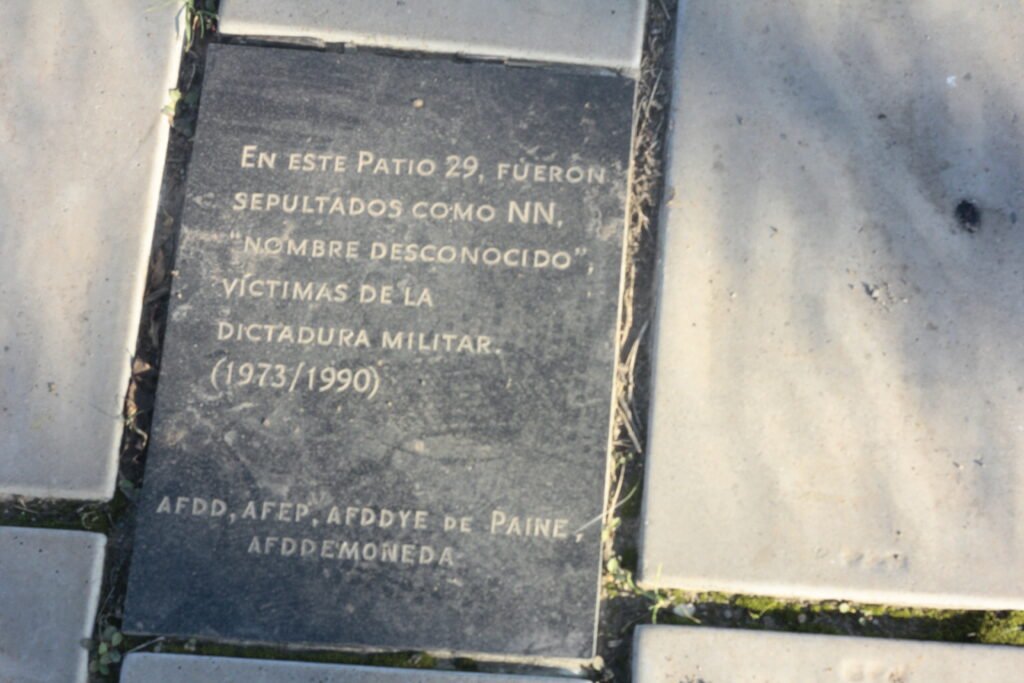 En este Patio 29, fueron
sepultados como NN,
“nombre desconocido”,
víctimas de la
dictadura militar.
(1973/1990)
AFDD, AFEP, AFDDYE de Paine,
AFDDEMONEDA